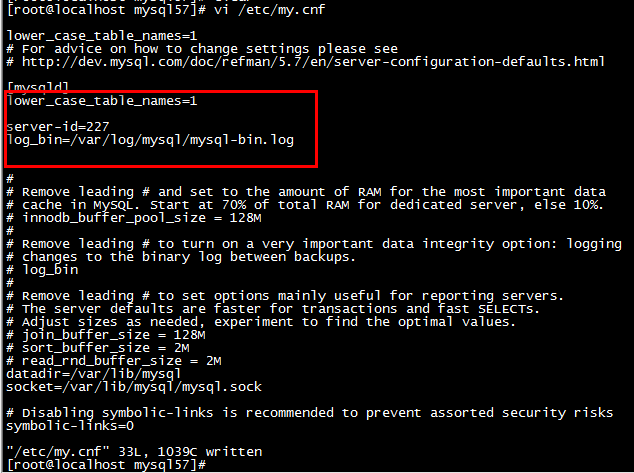 [root@localhost mysql57]# vi /etc/my.cnf
lower_case_table_names=1
# For advice on how to change settings please see
# http://dev.mysql.com/doc/refman/5.7/en/server-configuration-defaults.html
[mysqld]
lower_case_table_names=1
server-id=227
log_bin=/var/log/mysql/mysql-bin.log
#
# Remove leading # and set to the amount of RAM for the most important data
# cache in MySQL. Start at 70% of total RAM for dedicated server, else 10%.
# innodb_buffer_pool_size = 128M
#
# Remove leading # to turn on a very important data integrity option: logging
# changes to the binary log between backups.
# log_bin
#
# Remove leading # to set options mainly useful for reporting servers.
# The server defaults are faster for transactions and fast SELECTs.
# Adjust sizes as needed, experiment to find the optimal values.
# join_buffer_size = 128M
# sort_buffer_size = 2M
# read_rnd_buffer_size = 2M
datadir=/var/lib/mysql
socket=/var/lib/mysql/mysql.sock
# Disabling symbolic-links is recommended to prevent assorted security risks
symbolic-links=0
"/etc/my.cnf" 33L, 1039C written
[root@localhost mysql57]#